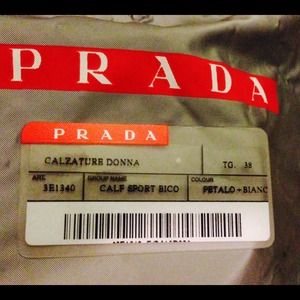 PRADA
PRADA
CALZATURE DONNA TG. 38
ART. GROUP NAME COLOUR
3E1340 CALF SPORT BICO PETALO+BIANC